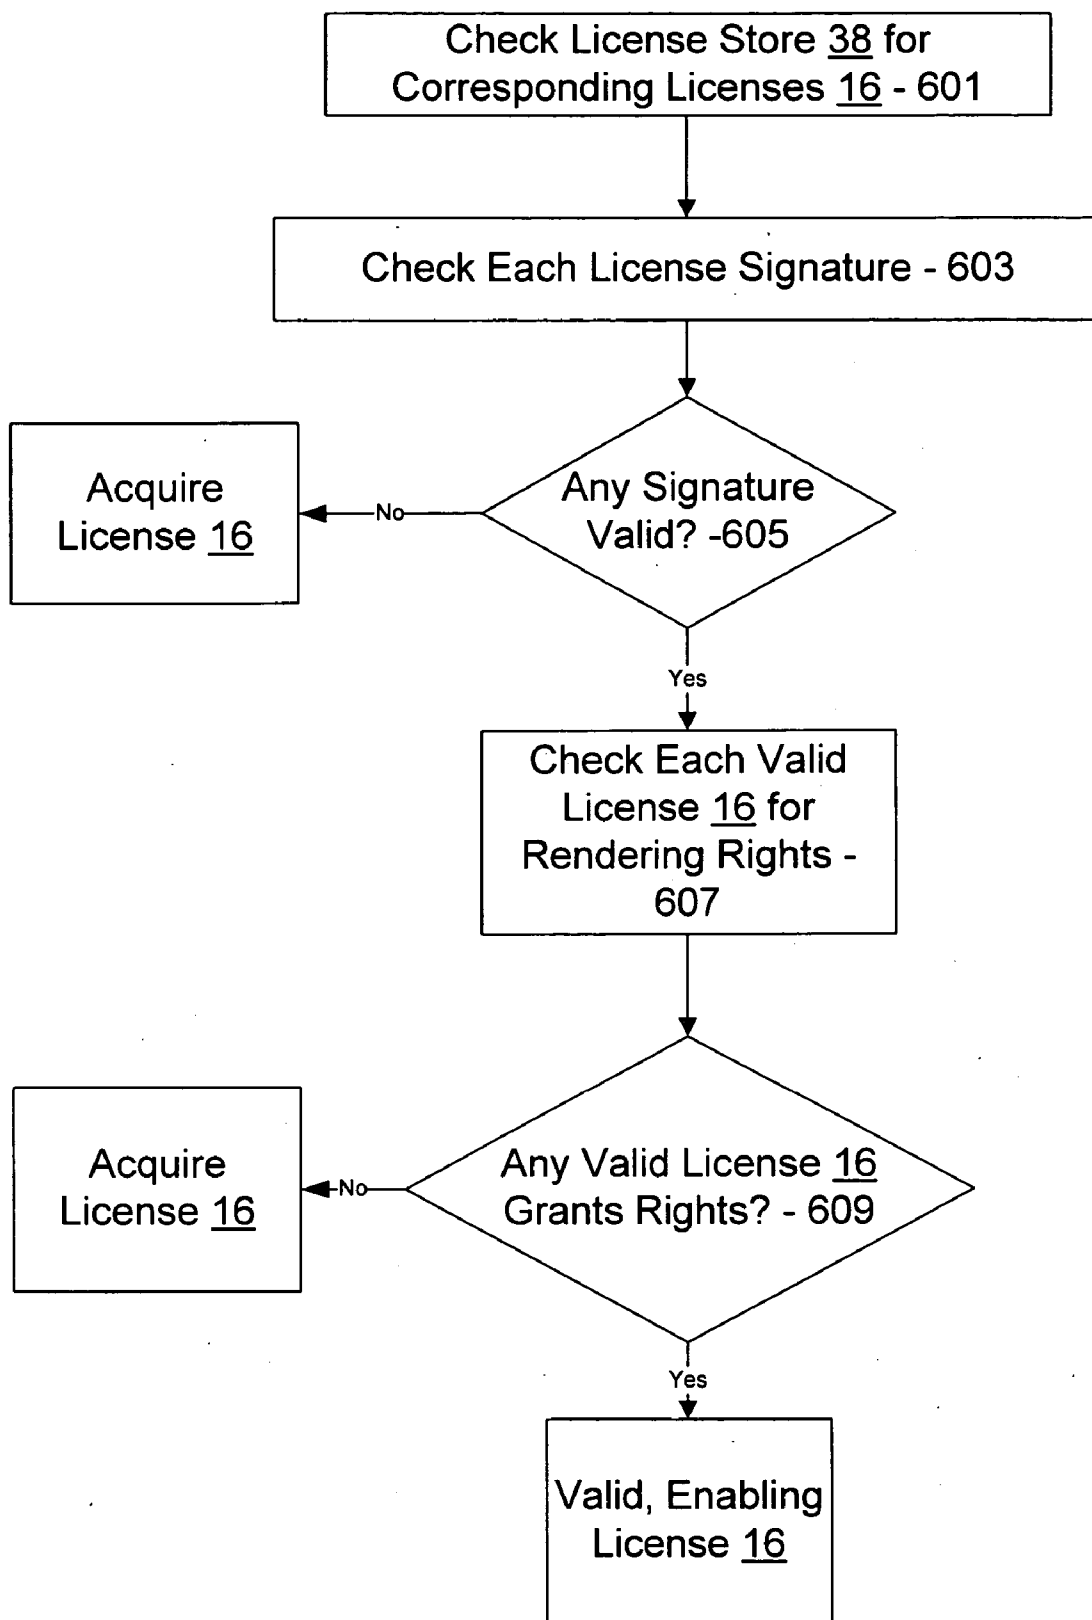 Check License Store 38 for
Corresponding Licenses 16 - 601
Check Each License Signature - 603
Any Signature
Valid? -605
No
Acquire
License 16
Yes
Check Each Valid
License 16 for
Rendering Rights -
607
Any Valid License 16
Grants Rights? - 609
No
Acquire
License 16
Yes
Valid, Enabling
License 16